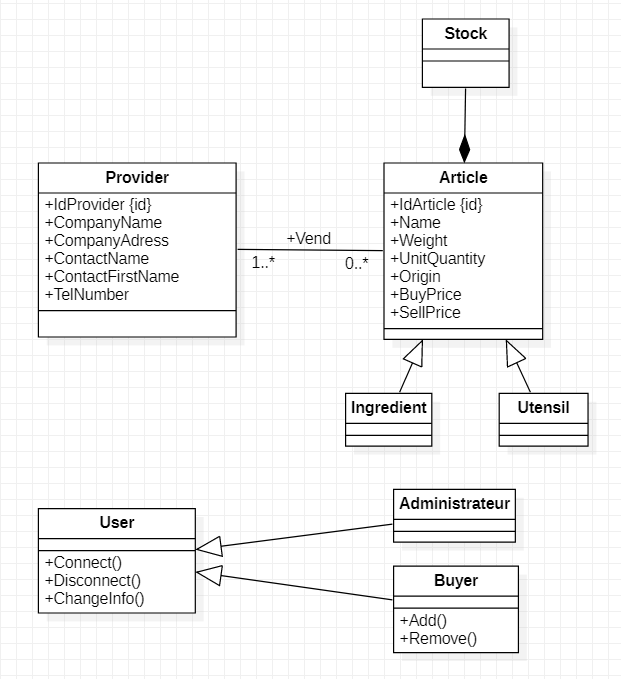 Stock
Provider
+IdProvider {id}
+CompanyName
+CompanyAdress
+ContactName
+ContactFirstName
+TelNumber
+Vend
1..*
0..*
Article
+IdArticle {id}
+Name
+Weight
+UnitQuantity
+Origin
+BuyPrice
+SellPrice
Ingredient
Utensil
User
+Connect()
+Disconnect()
+ChangeInfo()
Administrateur
Buyer
+Add()
+Remove()